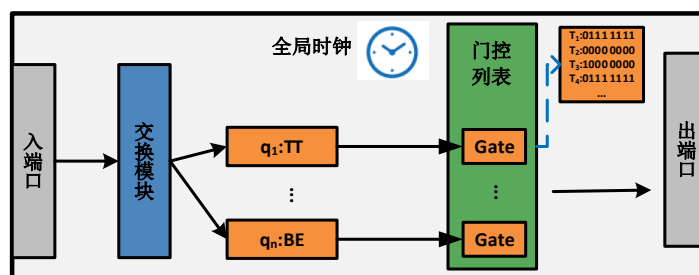 全局时钟
门控
列表
T₁:0111 1111
T₂:0000 0000
T₃:1000 0000
T₄:0111 1111
...
入端口
交换模块
q₁:TT
Gate
出端口
⋮
⋮
qₙ:BE
Gate